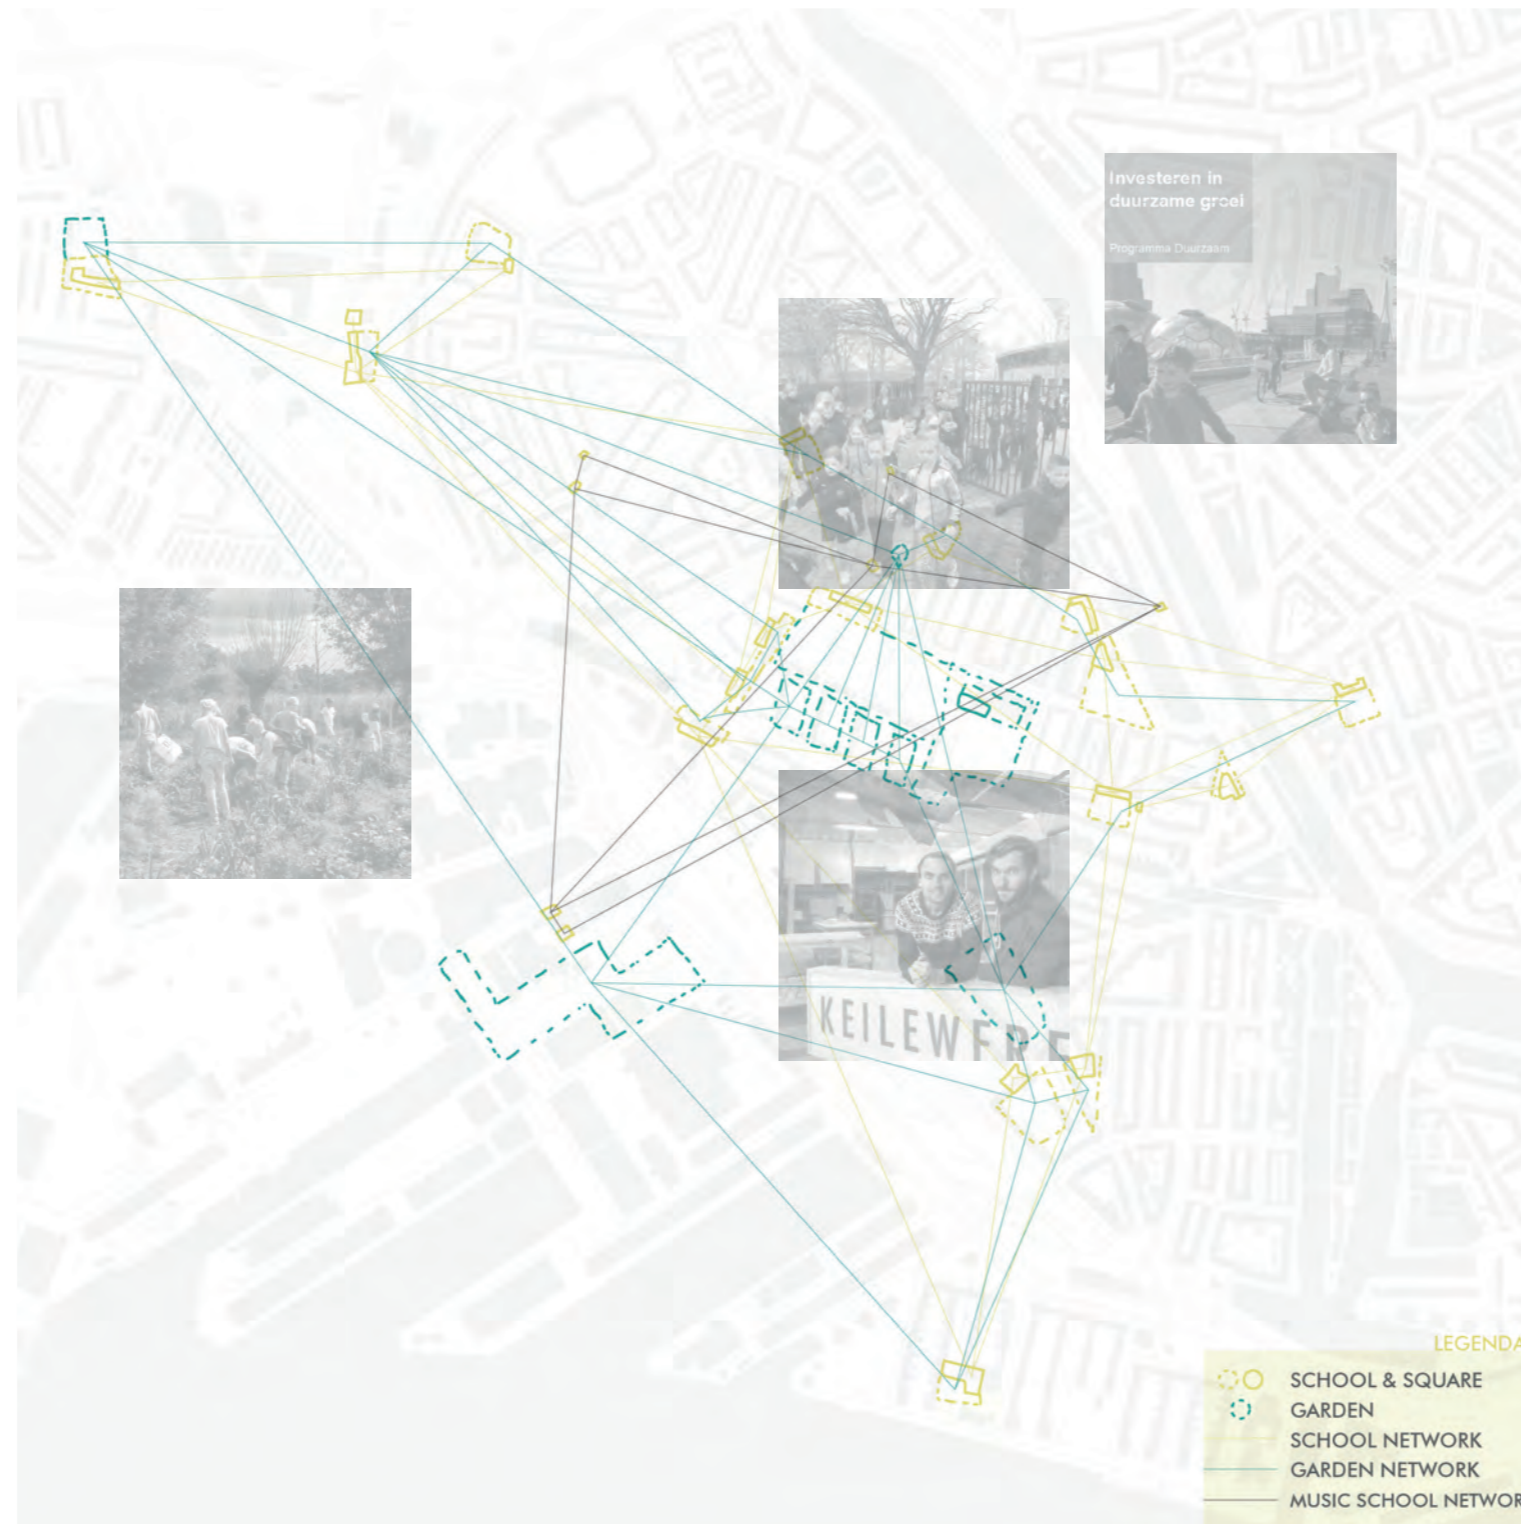 Investeren in
duurzame groei
Programma Duurzaam
KEILEWERF
LEGENDA
SCHOOL & SQUARE
GARDEN
SCHOOL NETWORK
GARDEN NETWORK
MUSIC SCHOOL NETWOR